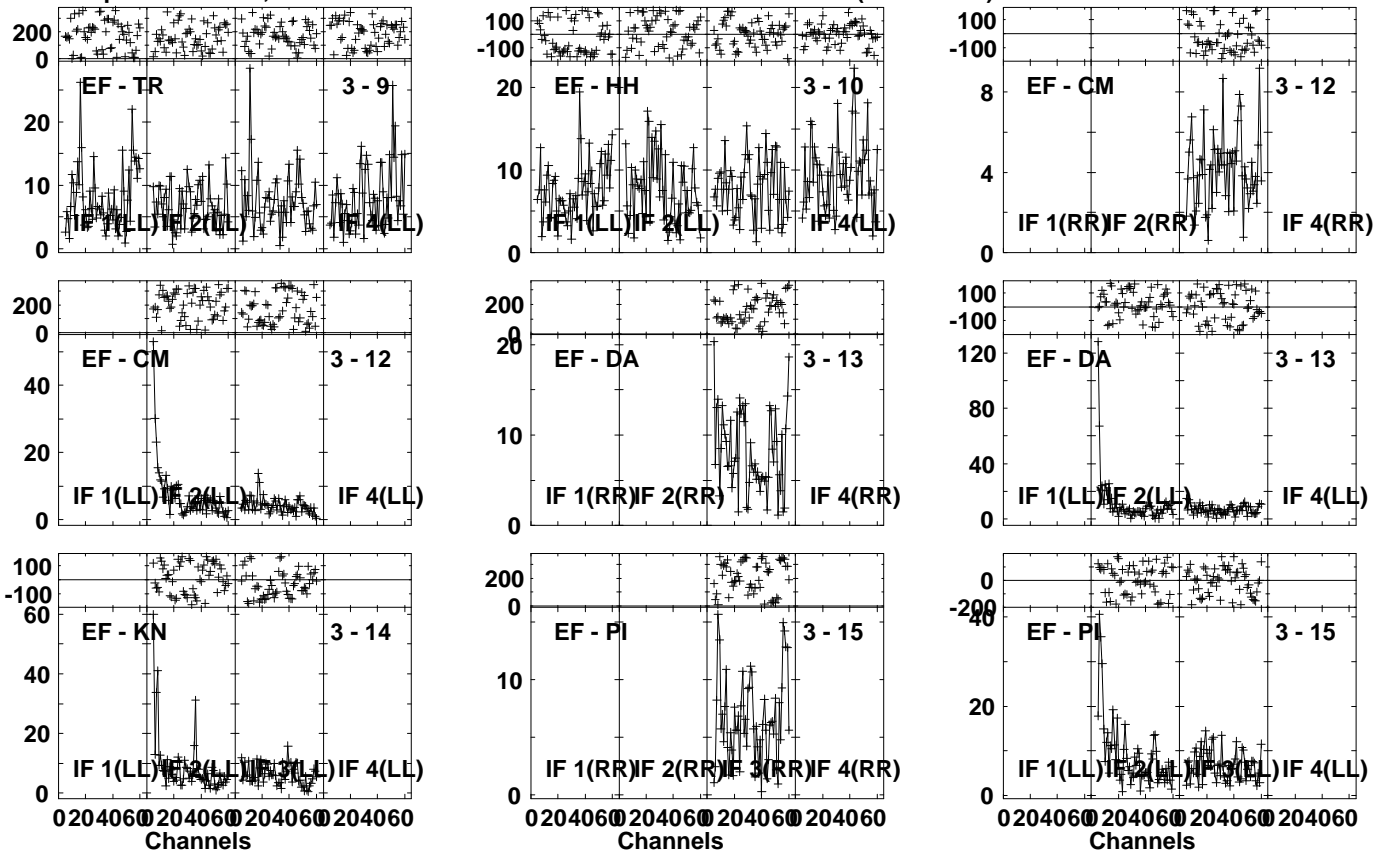 200
0
EF - TR
3 - 9
20
10
0
IF 1(LL)
IF 2(LL)
IF 4(LL)
100
-100
EF - HH
3 - 10
20
10
0
IF 1(LL)
IF 2(LL)
IF 4(LL)
100
-100
EF - CM
3 - 12
8
4
0
IF 1(RR)
IF 2(RR)
IF 4(RR)
200
0
EF - CM
3 - 12
40
20
0
IF 1(LL)
IF 2(LL)
IF 4(LL)
200
0
EF - DA
3 - 13
20
10
0
IF 1(RR)
IF 2(RR)
IF 4(RR)
100
-100
EF - DA
3 - 13
120
80
40
0
IF 1(LL)
IF 2(LL)
IF 4(LL)
100
-100
EF - KN
3 - 14
60
40
20
0
IF 1(LL)
IF 2(LL)
IF 3(LL)
IF 4(LL)
0 20 40 60 0 20 40 60 0 20 40 60 0 20 40 60
Channels
200
0
EF - PI
3 - 15
10
0
IF 1(RR)
IF 2(RR)
IF 3(RR)
IF 4(RR)
0 20 40 60 0 20 40 60 0 20 40 60 0 20 40 60
Channels
0
-200
EF - PI
3 - 15
40
20
0
IF 1(LL)
IF 2(LL)
IF 3(LL)
IF 4(LL)
0 20 40 60 0 20 40 60 0 20 40 60 0 20 40 60
Channels